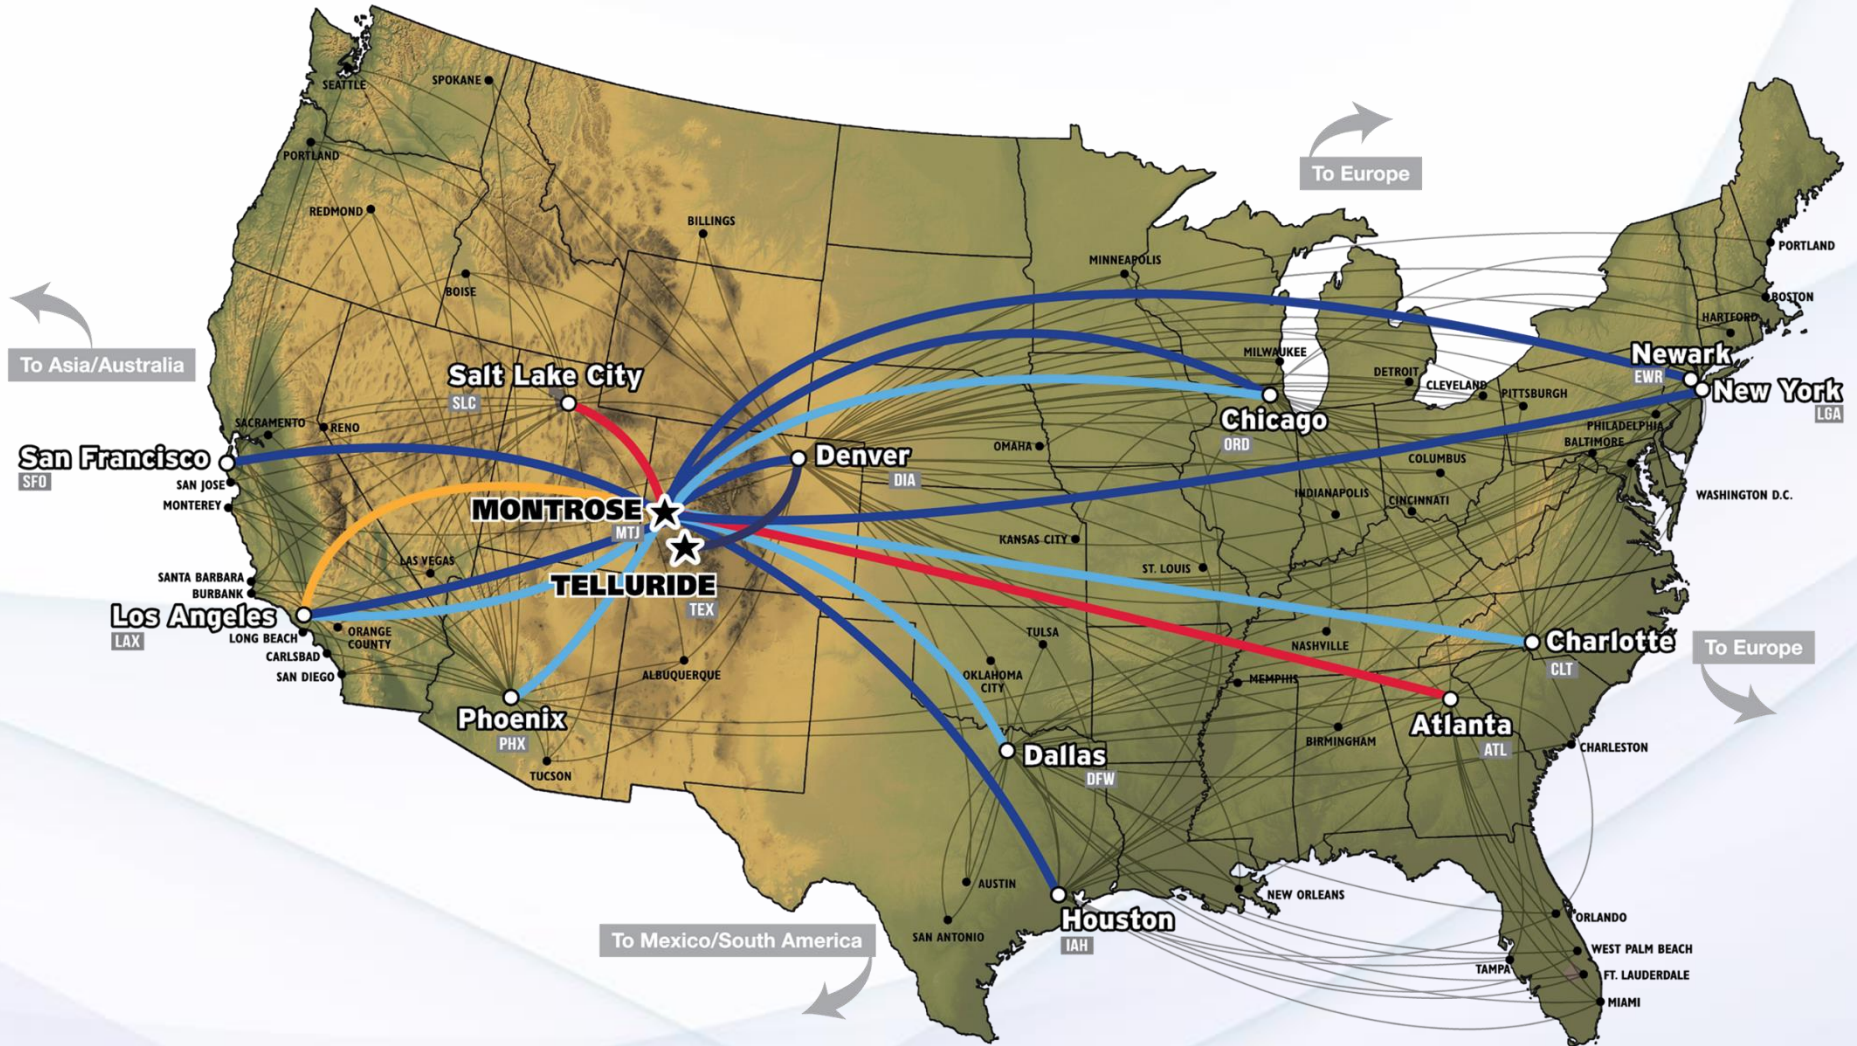 SEATTLE
SPOKANE
PORTLAND
REDMOND
BILLINGS
BOISE
To Europe
MINNEAPOLIS
PORTLAND
BOSTON
HARTFORD
To Asia/Australia
Salt Lake City
SLC
MILWAUKEE
DETROIT
CLEVELAND
PITTSBURGH
Newark
EWR
New York
LGA
PHILADELPHIA
BALTIMORE
WASHINGTON D.C.
Chicago
ORD
SACRAMENTO
RENO
San Francisco
SFO
SAN JOSE
MONTEREY
Denver
DIA
OMAHA
COLUMBUS
INDIANAPOLIS
CINCINNATI
MONTROSE
MTJ
KANSAS CITY
ST. LOUIS
LAS VEGAS
TELLURIDE
TEX
SANTA BARBARA
BURBANK
Los Angeles
LAX
LONG BEACH
ORANGE
COUNTY
CARLSBAD
SAN DIEGO
ALBUQUERQUE
TULSA
OKLAHOMA
CITY
NASHVILLE
MEMPHIS
Charlotte
CLT
To Europe
Phoenix
PHX
TUCSON
Dallas
DFW
Atlanta
ATL
BIRMINGHAM
CHARLESTON
AUSTIN
SAN ANTONIO
Houston
IAH
NEW ORLEANS
To Mexico/South America
ORLANDO
WEST PALM BEACH
TAMPA
FT. LAUDERDALE
MIAMI